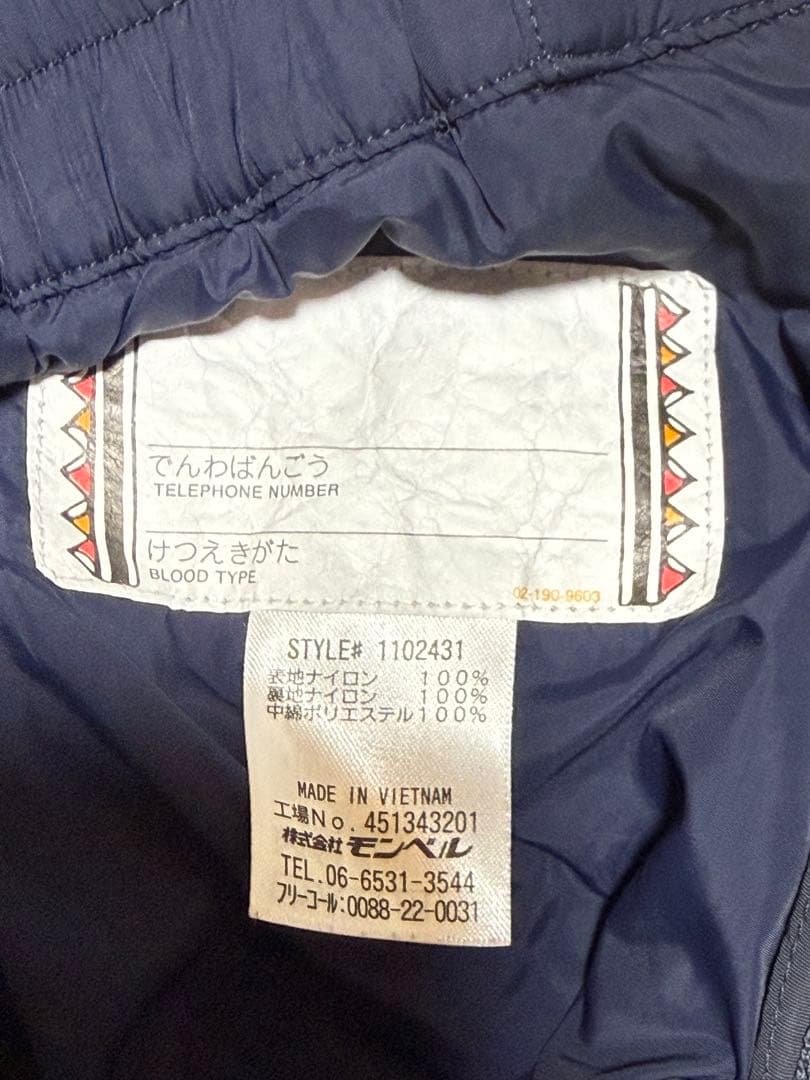 でんわばんごう
TELEPHONE NUMBER
けつえきがた
BLOOD TYPE
02-190-9603
STYLE# 1102431
表地ナイロン 100%
裏地ナイロン 100%
中綿ポリエステル100%
MADE IN VIETNAM
工場No. 451343201
株式会社 モンベル
TEL.06-6531-3544
フリーコール:0088-22-0031